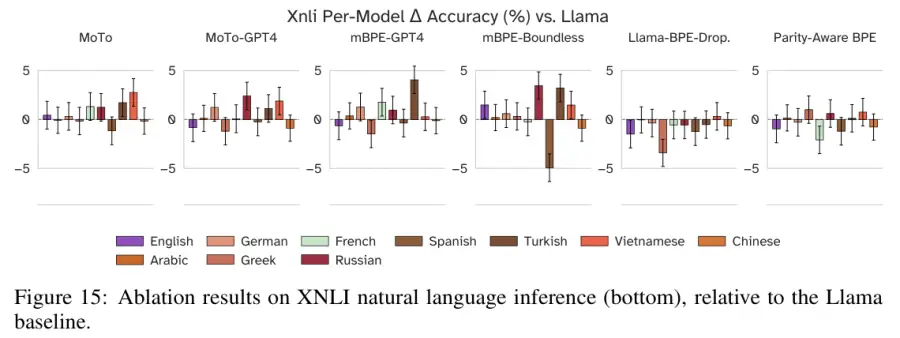 Xnli Per-Model Δ Accuracy (%) vs. Llama
MoTo MoTo-GPT4 mBPE-GPT4 mBPE-Boundless Llama-BPE-Drop. Parity-Aware BPE
5 5 5 5 5 5
0 0 0 0 0 0
−5 −5 −5 −5 −5 −5
English German French Spanish Turkish Vietnamese Chinese
Arabic Greek Russian
Figure 15: Ablation results on XNLI natural language inference (bottom), relative to the Llama
baseline.